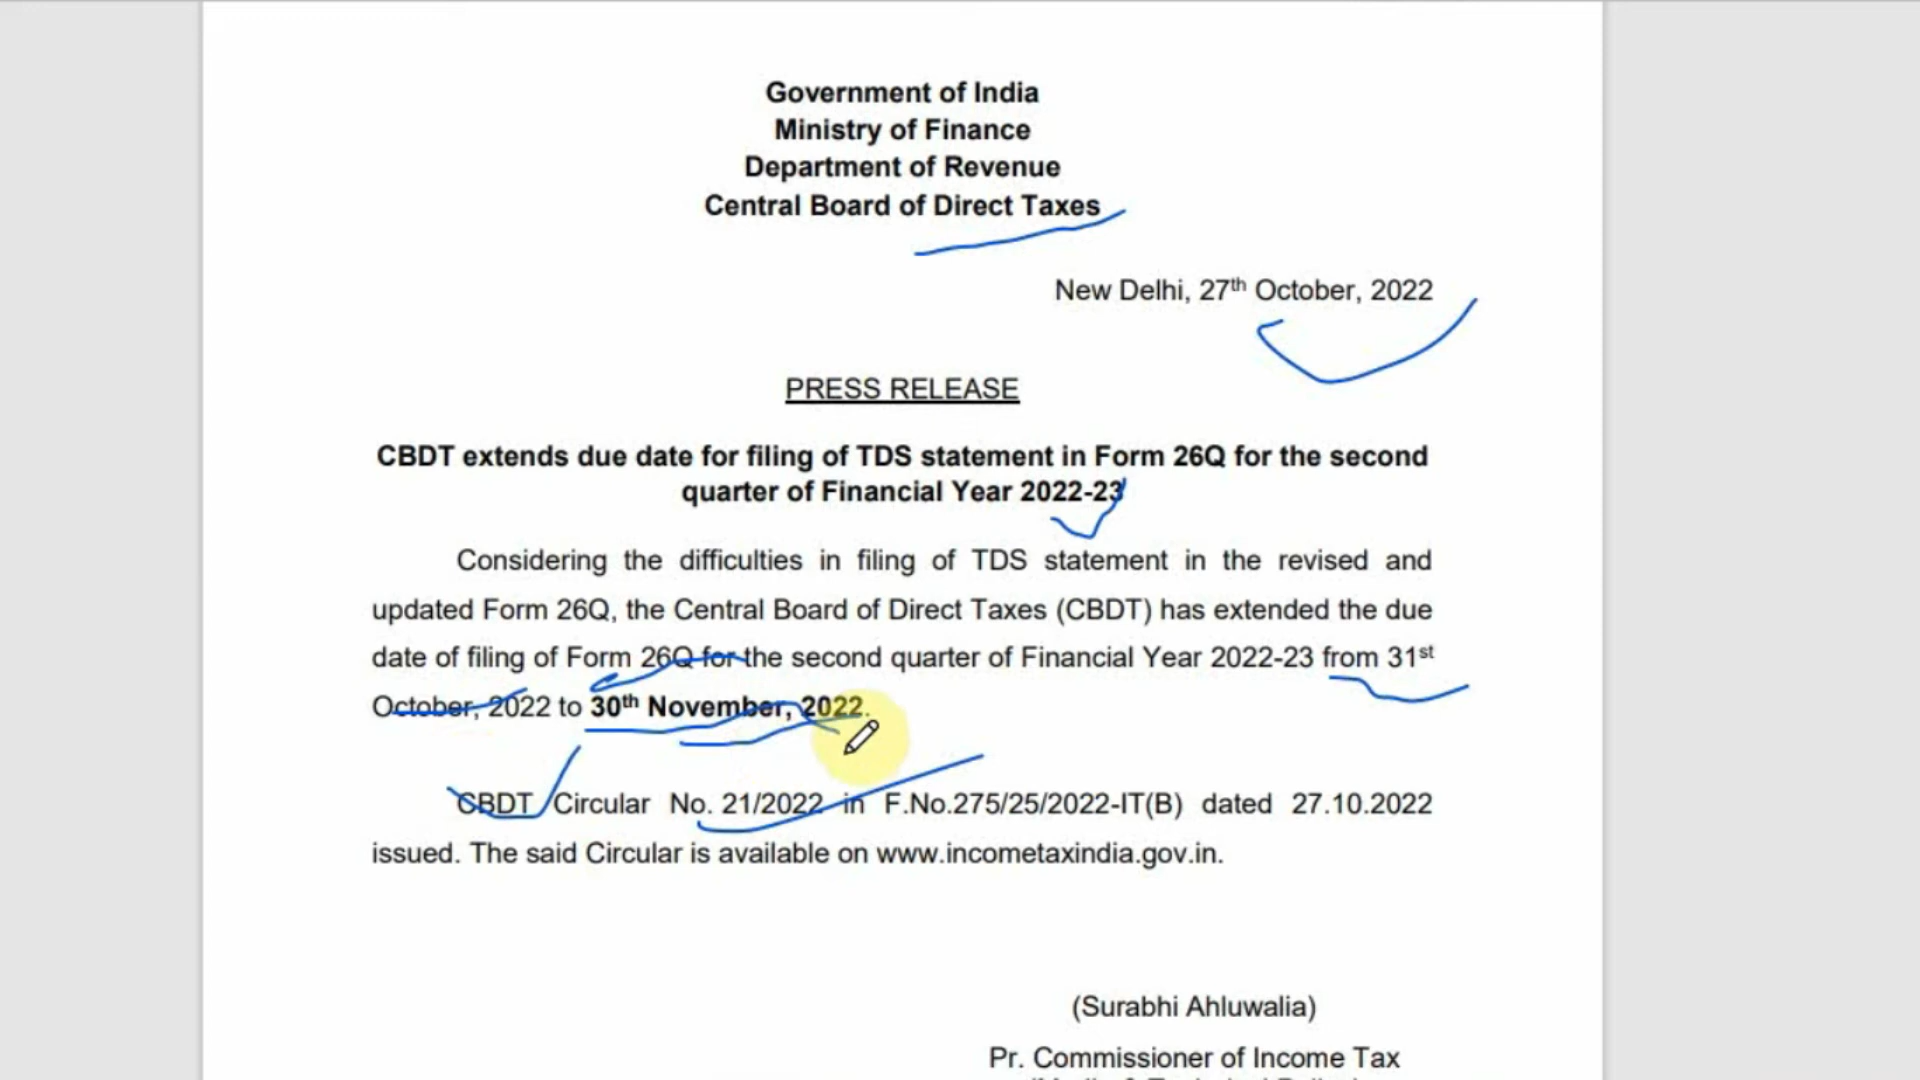 Government of India
Ministry of Finance
Department of Revenue
Central Board of Direct Taxes
New Delhi, 27th October, 2022
PRESS RELEASE
CBDT extends due date for filing of TDS statement in Form 26Q for the second
quarter of Financial Year 2022-23
Considering the difficulties in filing of TDS statement in the revised and
updated Form 26Q, the Central Board of Direct Taxes (CBDT) has extended the due
date of filing of Form 26Q for the second quarter of Financial Year 2022-23 from 31st
October, 2022 to 30th November, 2022.
CBDT Circular No. 21/2022 in F.No.275/25/2022-IT(B) dated 27.10.2022
issued. The said Circular is available on www.incometaxindia.gov.in.
(Surabhi Ahluwalia)
Pr. Commissioner of Income Tax